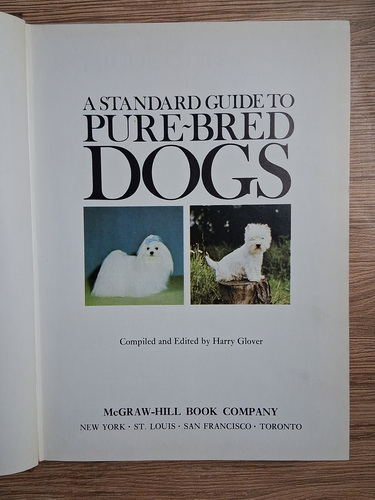 A STANDARD GUIDE TO
PURE-BRED
DOGS
Compiled and Edited by Harry Glover
McGRAW-HILL BOOK COMPANY
NEW YORK · ST. LOUIS · SAN FRANCISCO · TORONTO